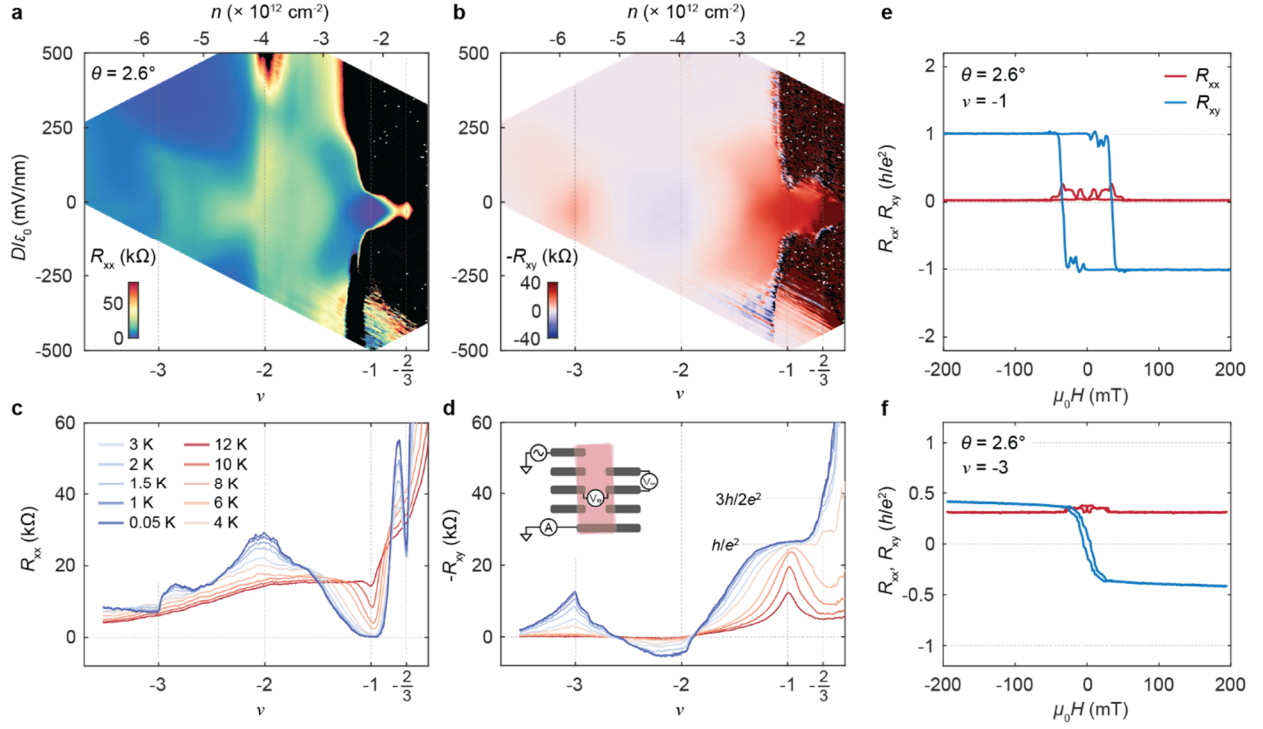 a
n (× 10¹² cm⁻²)
-6 -5 -4 -3 -2
500
250
0
-250
-500
D/ε₀ (mV/nm)
θ = 2.6°
Rₓₓ (kΩ)
50
0
-3 -2 -1 -2/3
ν
b
n (× 10¹² cm⁻²)
-6 -5 -4 -3 -2
500
250
0
-250
-500
-Rxy (kΩ)
40
0
-40
-3 -2 -1 -2/3
ν
c
60
40
20
0
Rₓₓ (kΩ)
3 K 12 K
2 K 10 K
1.5 K 8 K
1 K 6 K
0.05 K 4 K
-3 -2 -1 -2/3
ν
d
60
40
20
0
-Rxy (kΩ)
A
3h/2e²
h/e²
-3 -2 -1 -2/3
ν
e
2
1
0
-1
-2
Rxx, Rxy (h/e²)
θ = 2.6°
ν = -1
Rxx
Rxy
-200 -100 0 100 200
μ₀H (mT)
f
1
0.5
0
-0.5
-1
Rxx, Rxy (h/e²)
θ = 2.6°
ν = -3
-200 -100 0 100 200
μ₀H (mT)